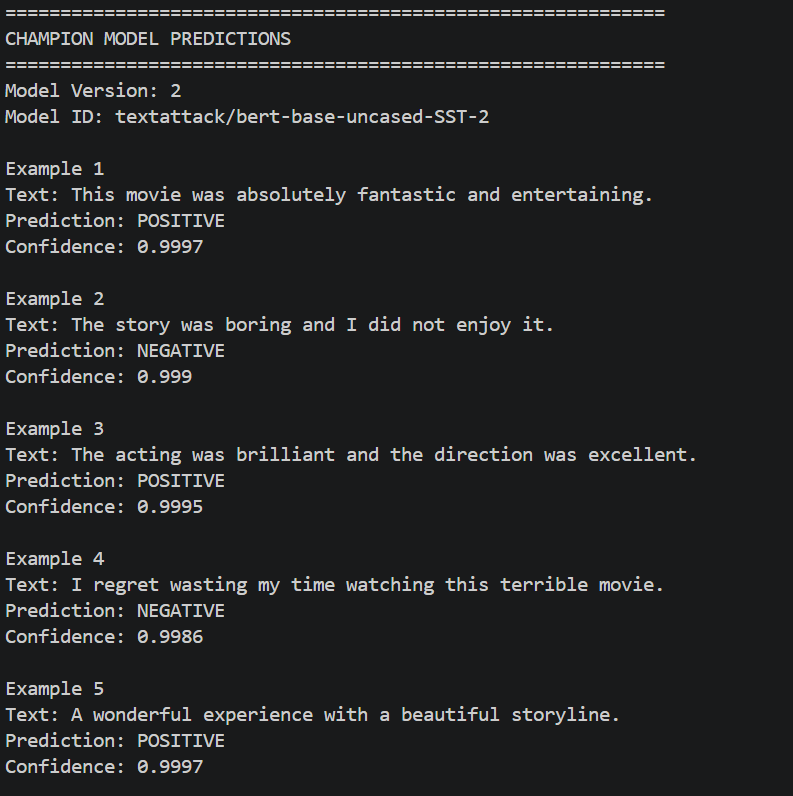 ============================================================
CHAMPION MODEL PREDICTIONS
============================================================
Model Version: 2
Model ID: textattack/bert-base-uncased-SST-2

Example 1
Text: This movie was absolutely fantastic and entertaining.
Prediction: POSITIVE
Confidence: 0.9997

Example 2
Text: The story was boring and I did not enjoy it.
Prediction: NEGATIVE
Confidence: 0.999

Example 3
Text: The acting was brilliant and the direction was excellent.
Prediction: POSITIVE
Confidence: 0.9995

Example 4
Text: I regret wasting my time watching this terrible movie.
Prediction: NEGATIVE
Confidence: 0.9986

Example 5
Text: A wonderful experience with a beautiful storyline.
Prediction: POSITIVE
Confidence: 0.9997